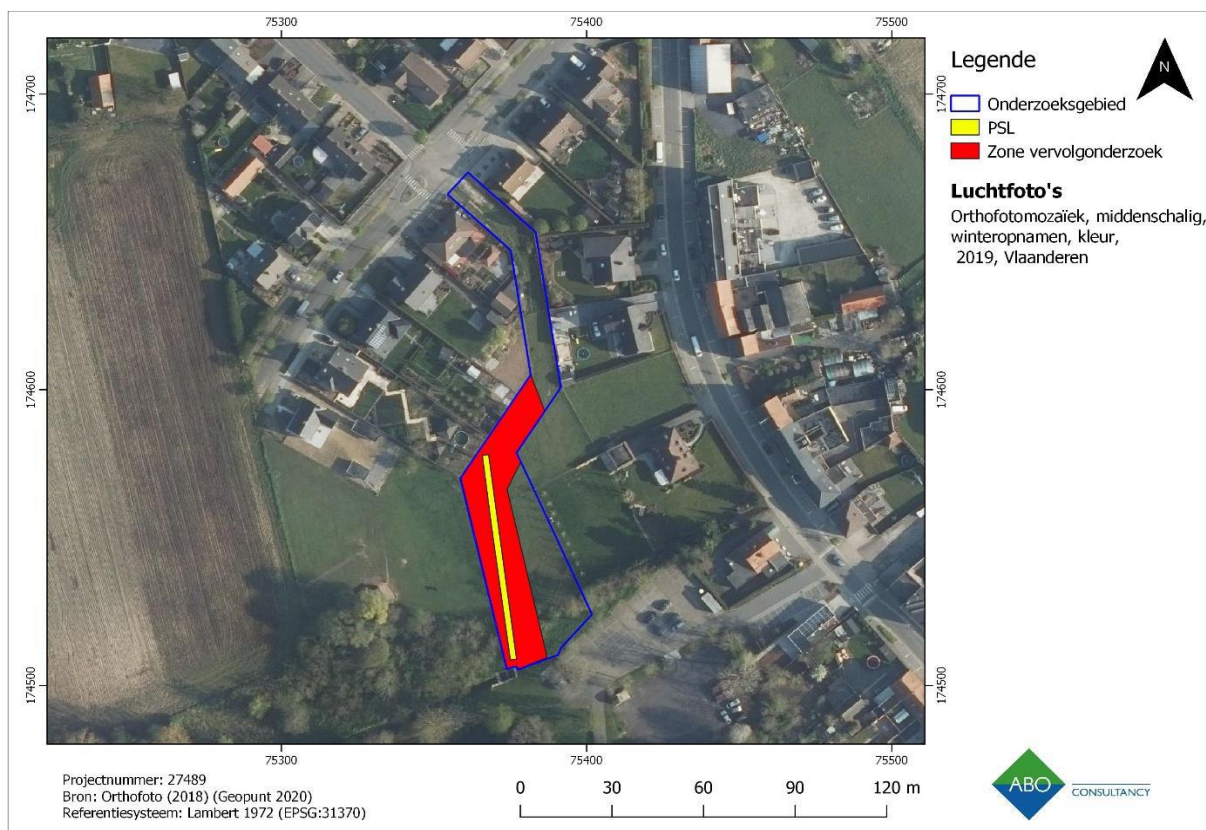 75300
75400
75500
174700
174700
Legende
N
Onderzoeksgebied
PSL
Zone vervolgonderzoek
Luchtfoto's
Orthofotomozaïek, middenschalig,
winteropnamen, kleur,
2019, Vlaanderen
174600
174600
174500
174500
75300
75400
75500
Projectnummer: 27489
Bron: Orthofoto (2018) (Geopunt 2020)
Referentiesysteem: Lambert 1972 (EPSG:31370)
0 30 60 90 120 m
ABO
CONSULTANCY